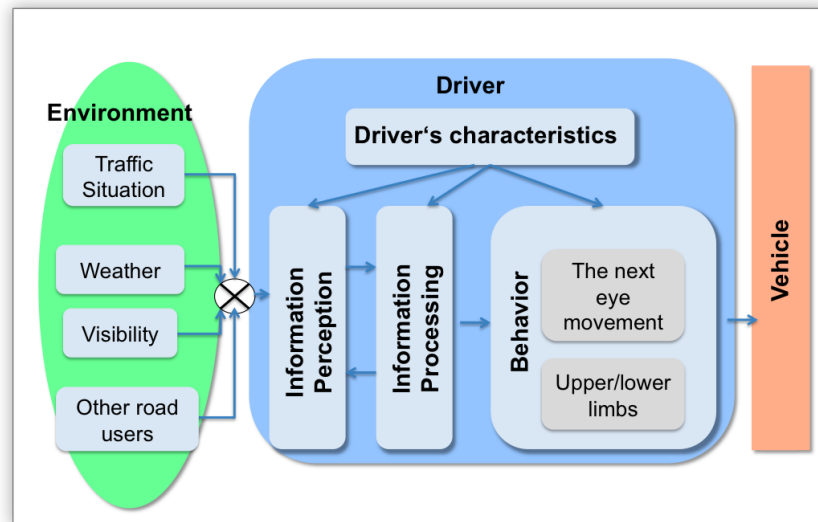 Environment
Traffic
Situation
Weather
Visibility
Other road
users
Driver
Driver‘s characteristics
Information
Perception
Information
Processing
Behavior
The next
eye
movement
Upper/lower
limbs
Vehicle